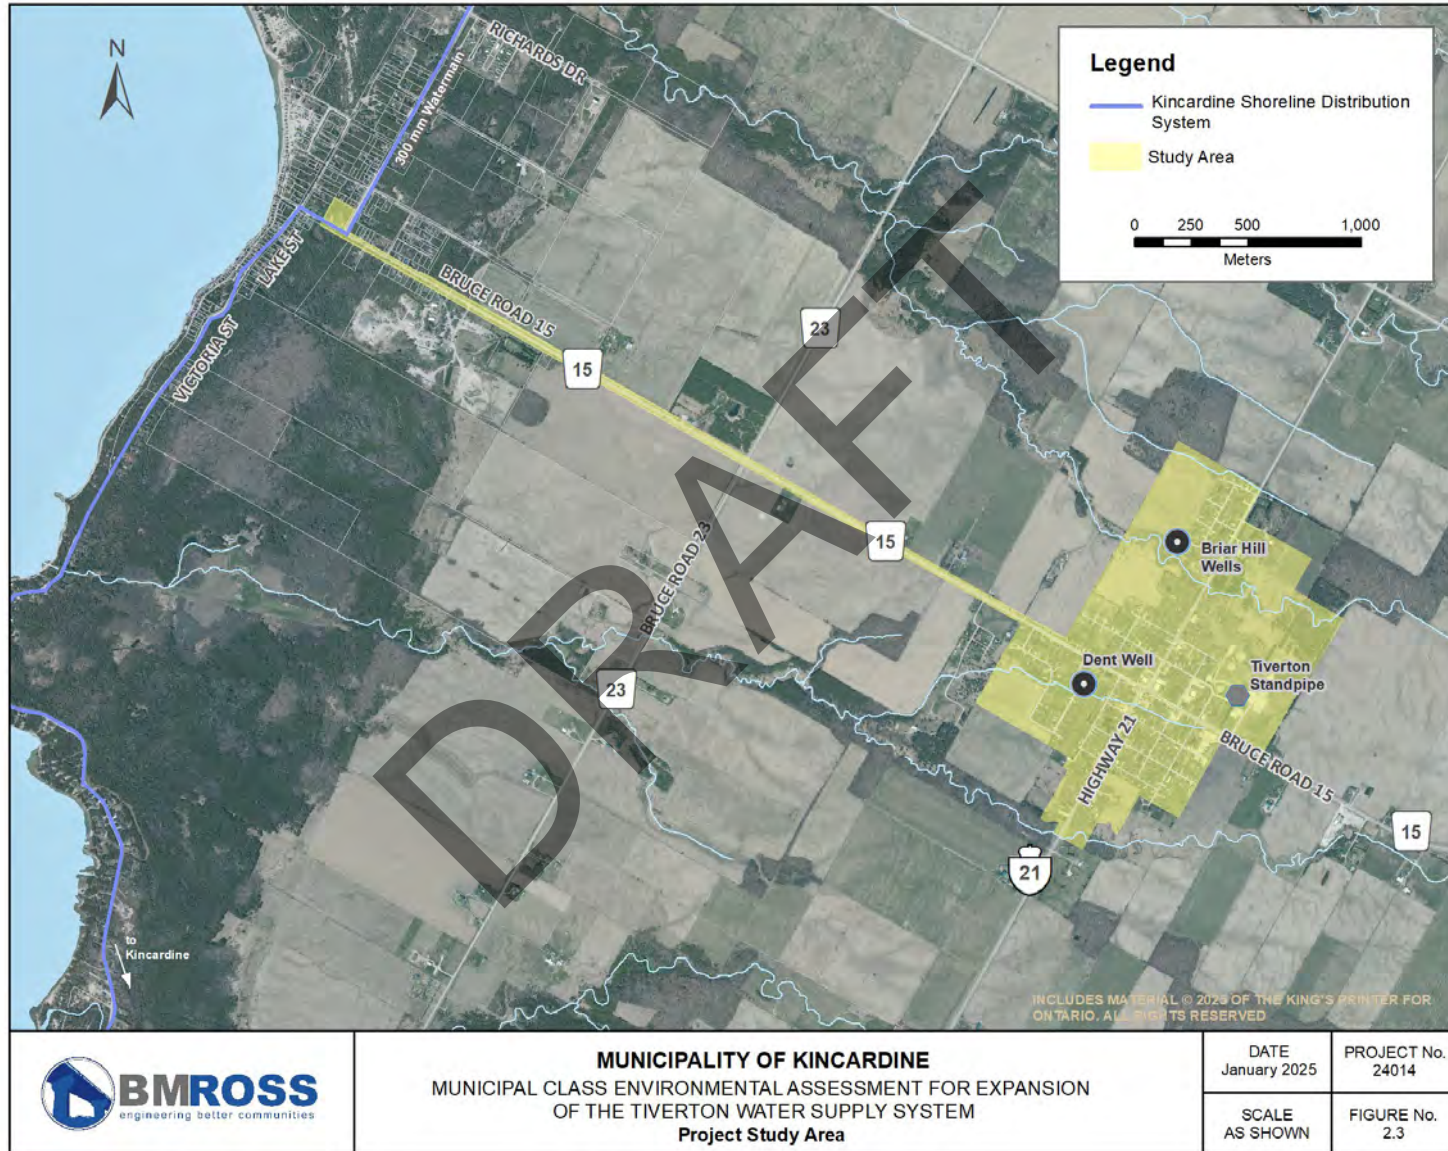 N
RICHARDS DR
300 mm Watermain
Legend
Kincardine Shoreline Distribution
System
Study Area
0 250 500 1,000
Meters
LAKE ST
VICTORIA ST
BRUCE ROAD 15
15
23
BRUCE ROAD 23
15
23
Briar Hill
Wells
Dent Well
Tiverton
Standpipe
HIGHWAY 21
BRUCE ROAD 15
15
21
to
Kincardine
DRAFT
INCLUDES MATERIAL © 2025 OF THE KING'S PRINTER FOR
ONTARIO. ALL RIGHTS RESERVED
BMROSS
engineering better communities
MUNICIPALITY OF KINCARDINE
MUNICIPAL CLASS ENVIRONMENTAL ASSESSMENT FOR EXPANSION
OF THE TIVERTON WATER SUPPLY SYSTEM
Project Study Area
DATE
January 2025
PROJECT No.
24014
SCALE
AS SHOWN
FIGURE No.
2.3